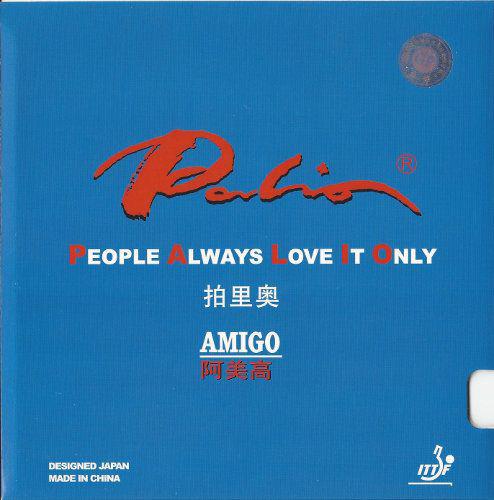 Palio®
PEOPLE ALWAYS LOVE IT ONLY
拍里奥
AMIGO
阿美高
DESIGNED JAPAN
MADE IN CHINA
ITTF